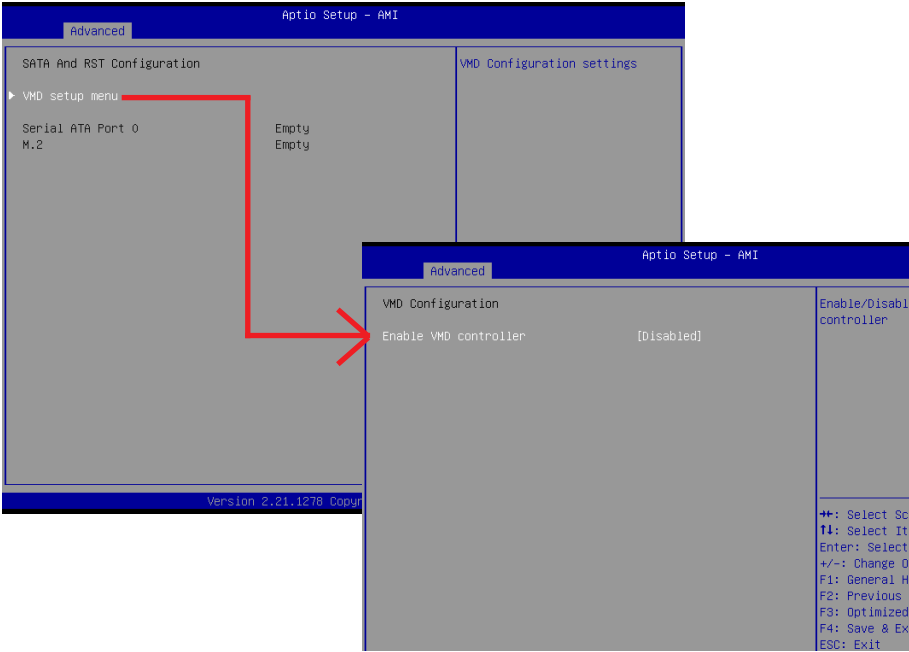 Aptio Setup - AMI
Advanced
SATA And RST Configuration
VMD Configuration settings
VMD setup menu
Serial ATA Port 0 Empty
M.2 Empty
Version 2.21.1278 Copyr
Aptio Setup - AMI
Advanced
VMD Configuration
Enable/Disabl
controller
Enable VMD controller [Disabled]
→←: Select Sc
↑↓: Select It
Enter: Select
+/-: Change O
F1: General H
F2: Previous
F3: Optimized
F4: Save & Ex
ESC: Exit